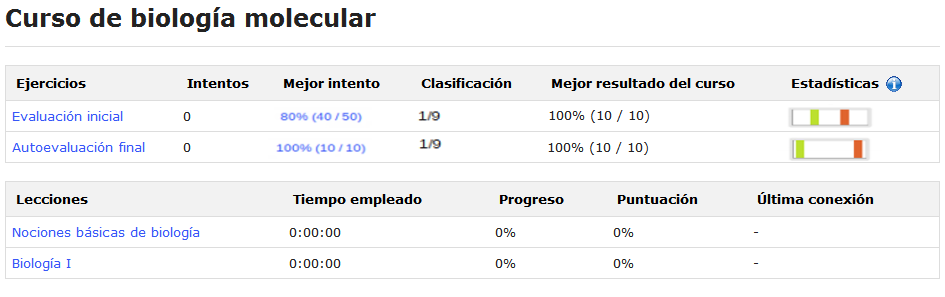 Curso de biología molecular
Ejercicios Intentos Mejor intento Clasificación Mejor resultado del curso Estadísticas
Evaluación inicial 0 80% (40 / 50) 1/9 100% (10 / 10)
Autoevaluación final 0 100% (10 / 10) 1/9 100% (10 / 10)
Lecciones Tiempo empleado Progreso Puntuación Última conexión
Nociones básicas de biología 0:00:00 0% 0% -
Biología I 0:00:00 0% 0% -